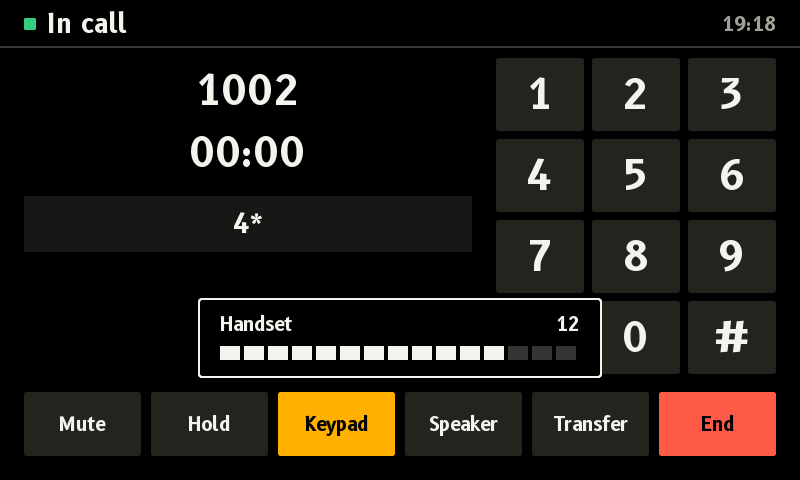 In call
19:18
1002
00:00
4*
1 2 3
4 5 6
7 8 9
0 #
Handset 12
Mute Hold Keypad Speaker Transfer End